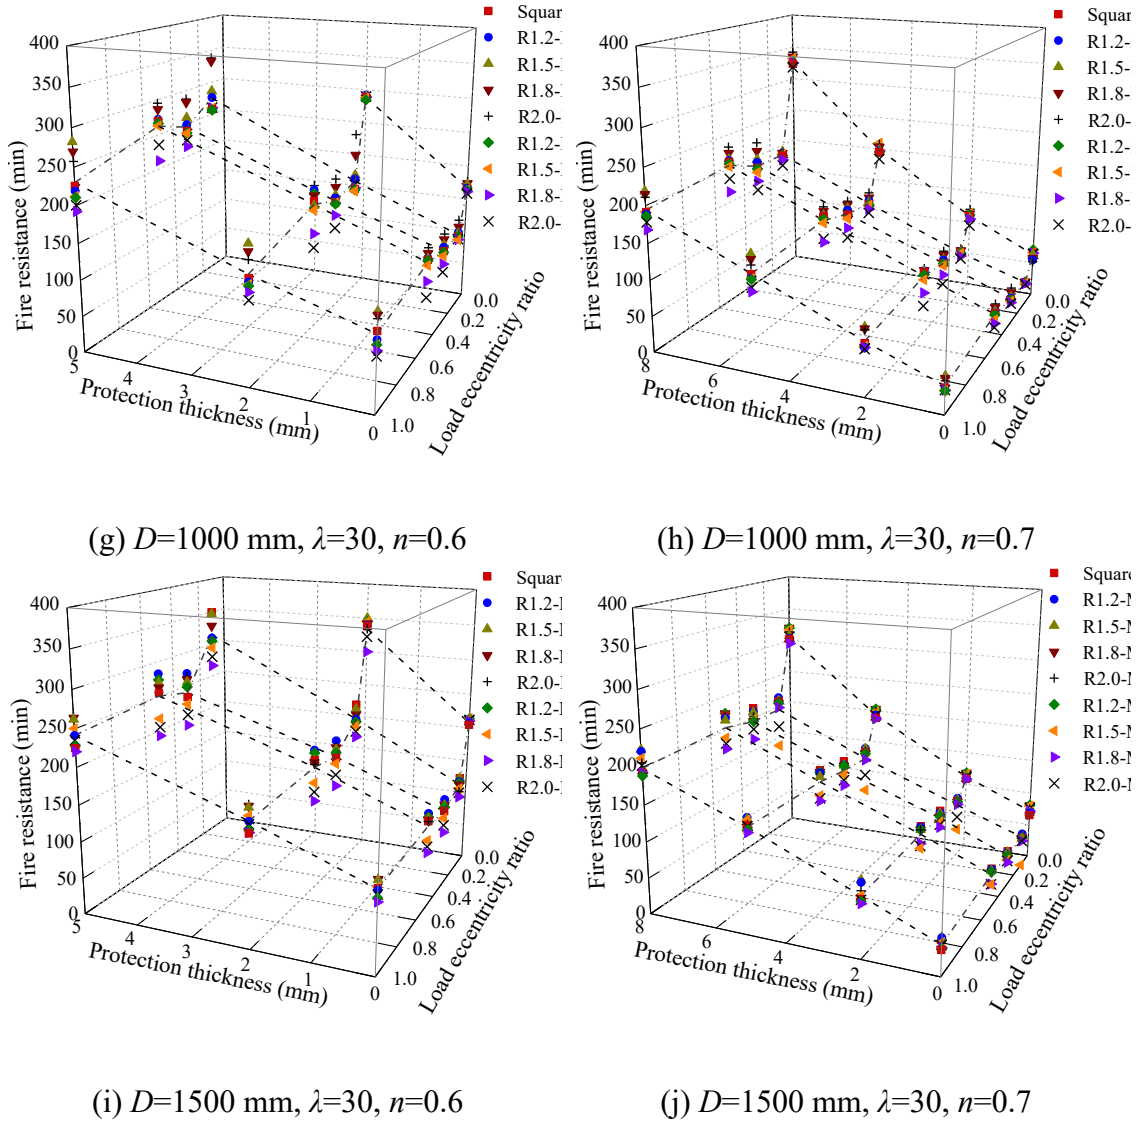 400
350
300
250
200
150
100
50
0
Fire resistance (min)
5
4
3
2
1
0
Protection thickness (mm)
0.0
0.2
0.4
0.6
0.8
1.0
Load eccentricity ratio
Square
R1.2-
R1.5-
R1.8-
R2.0-
R1.2-
R1.5-
R1.8-
R2.0-
(g) D=1000 mm, λ=30, n=0.6
400
350
300
250
200
150
100
50
0
Fire resistance (min)
8
6
4
2
0
Protection thickness (mm)
0.0
0.2
0.4
0.6
0.8
1.0
Load eccentricity ratio
Squar
R1.2-
R1.5-
R1.8-
R2.0-
R1.2-
R1.5-
R1.8-
R2.0-
(h) D=1000 mm, λ=30, n=0.7
400
350
300
250
200
150
100
50
0
Fire resistance (min)
5
4
3
2
1
0
Protection thickness (mm)
0.0
0.2
0.4
0.6
0.8
1.0
Load eccentricity ratio
Square
R1.2-
R1.5-
R1.8-
R2.0-
R1.2-
R1.5-
R1.8-
R2.0-
(i) D=1500 mm, λ=30, n=0.6
400
350
300
250
200
150
100
50
0
Fire resistance (min)
8
6
4
2
0
Protection thickness (mm)
0.0
0.2
0.4
0.6
0.8
1.0
Load eccentricity ratio
Square
R1.2-M
R1.5-M
R1.8-M
R2.0-M
R1.2-M
R1.5-M
R1.8-M
R2.0-M
(j) D=1500 mm, λ=30, n=0.7